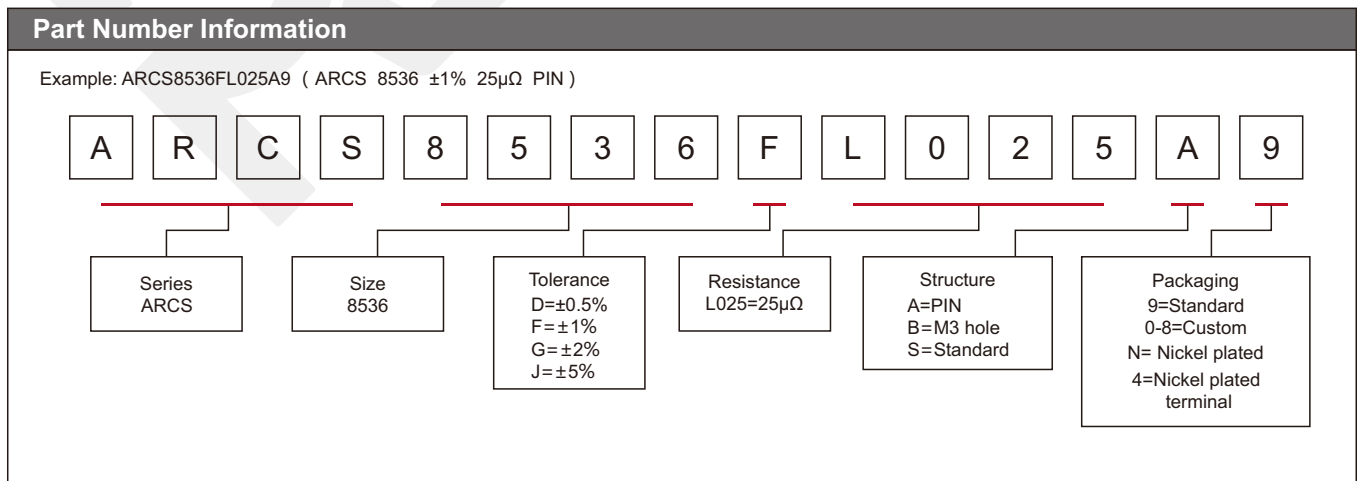 Part Number Information
Example: ARCS8536FL025A9 ( ARCS 8536 ±1% 25µΩ PIN )
A R C S 8 5 3 6 F L 0 2 5 A 9
Series
ARCS
Size
8536
Tolerance
D=±0.5%
F=±1%
G=±2%
J=±5%
Resistance
L025=25µΩ
Structure
A=PIN
B=M3 hole
S=Standard
Packaging
9=Standard
0-8=Custom
N= Nickel plated
4=Nickel plated
terminal